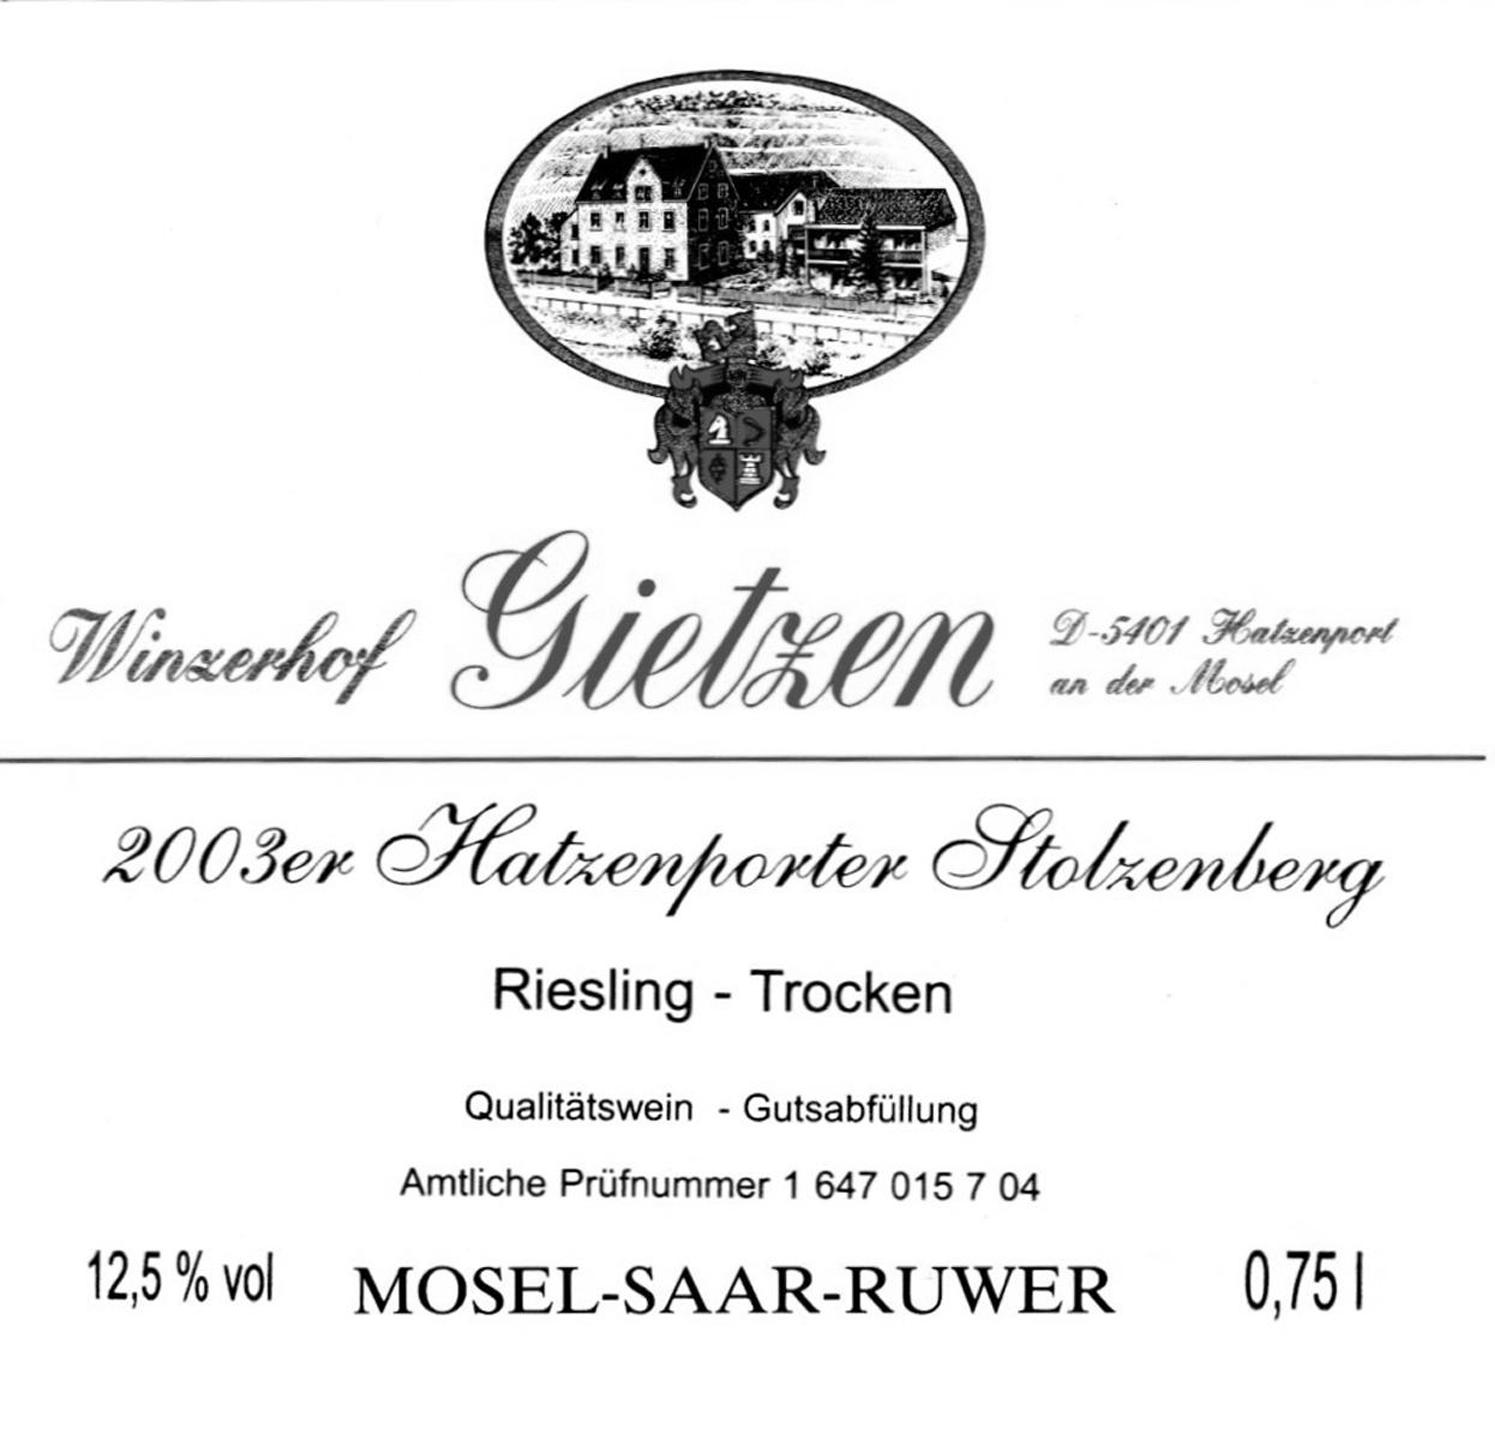 Winzerhof Gietzen D-5401 Hatzenport
an der Mosel
2003er Hatzenporter Stolzenberg
Riesling - Trocken
Qualitätswein - Gutsabfüllung
Amtliche Prüfnummer 1 647 015 7 04
12,5 % vol MOSEL-SAAR-RUWER 0,75 l